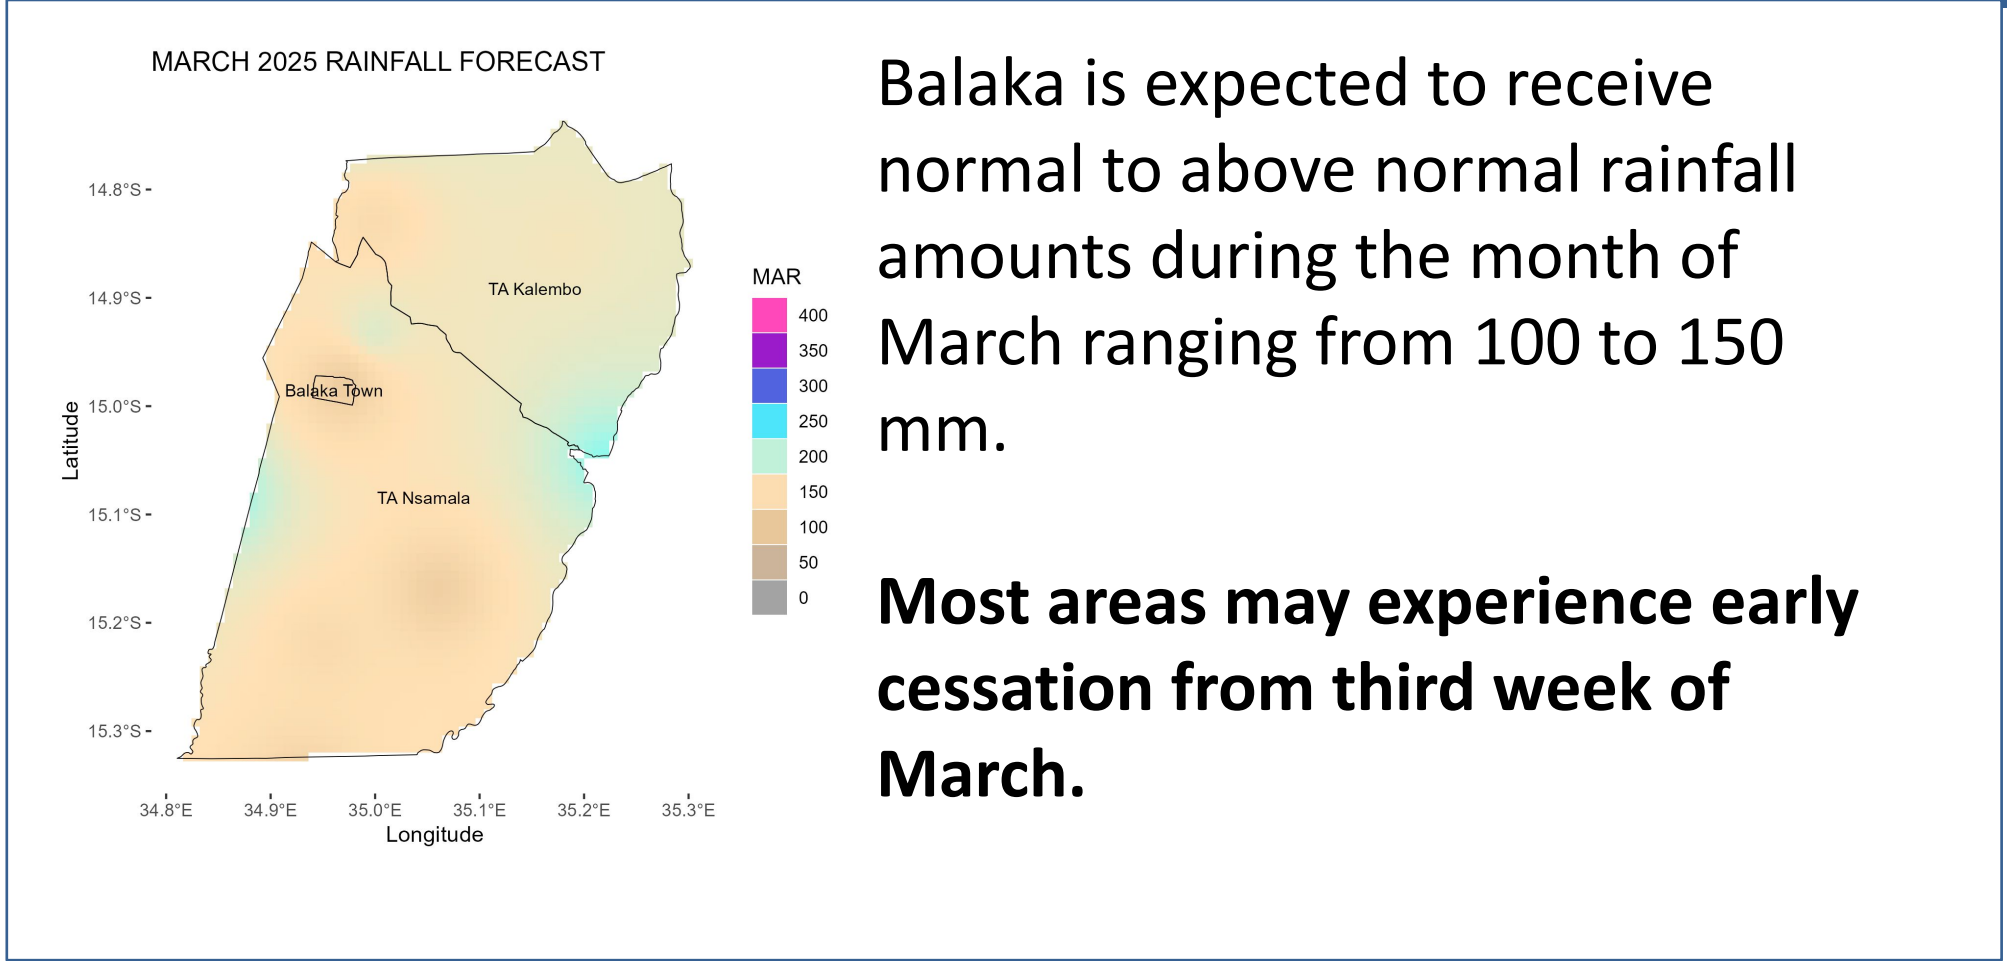 MARCH 2025 RAINFALL FORECAST
14.8°S
14.9°S
15.0°S
15.1°S
15.2°S
15.3°S
Latitude
TA Kalembo
Balaka Town
TA Nsamala
34.8°E 34.9°E 35.0°E 35.1°E 35.2°E 35.3°E
Longitude
MAR
400
350
300
250
200
150
100
50
0
Balaka is expected to receive
normal to above normal rainfall
amounts during the month of
March ranging from 100 to 150
mm.
Most areas may experience early
cessation from third week of
March.